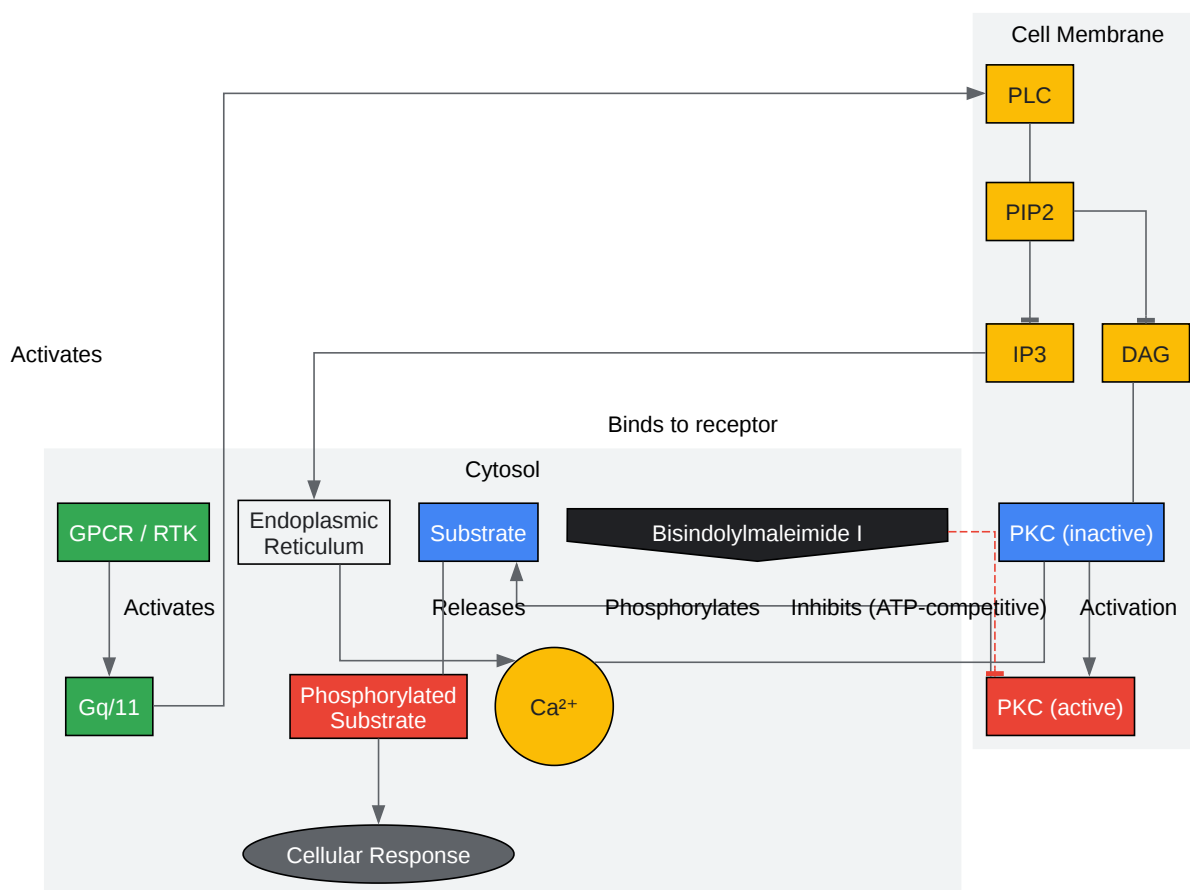 Cell Membrane
PLC
PIP2
IP3
DAG
Activates
Binds to receptor
Cytosol
GPCR / RTK
Endoplasmic
Reticulum
Substrate
Bisindolylmaleimide I
PKC (inactive)
Activates
Releases
Phosphorylates
Inhibits (ATP-competitive)
Activation
Gq/11
Phosphorylated
Substrate
Ca²⁺
PKC (active)
Cellular Response